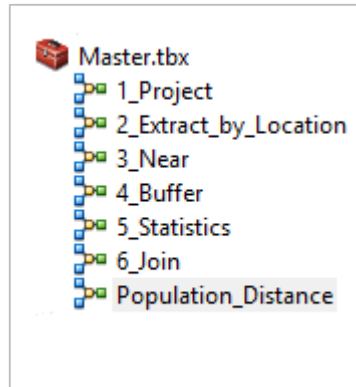 Master.tbx
1_Project
2_Extract_by_Location
3_Near
4_Buffer
5_Statistics
6_Join
Population_Distance